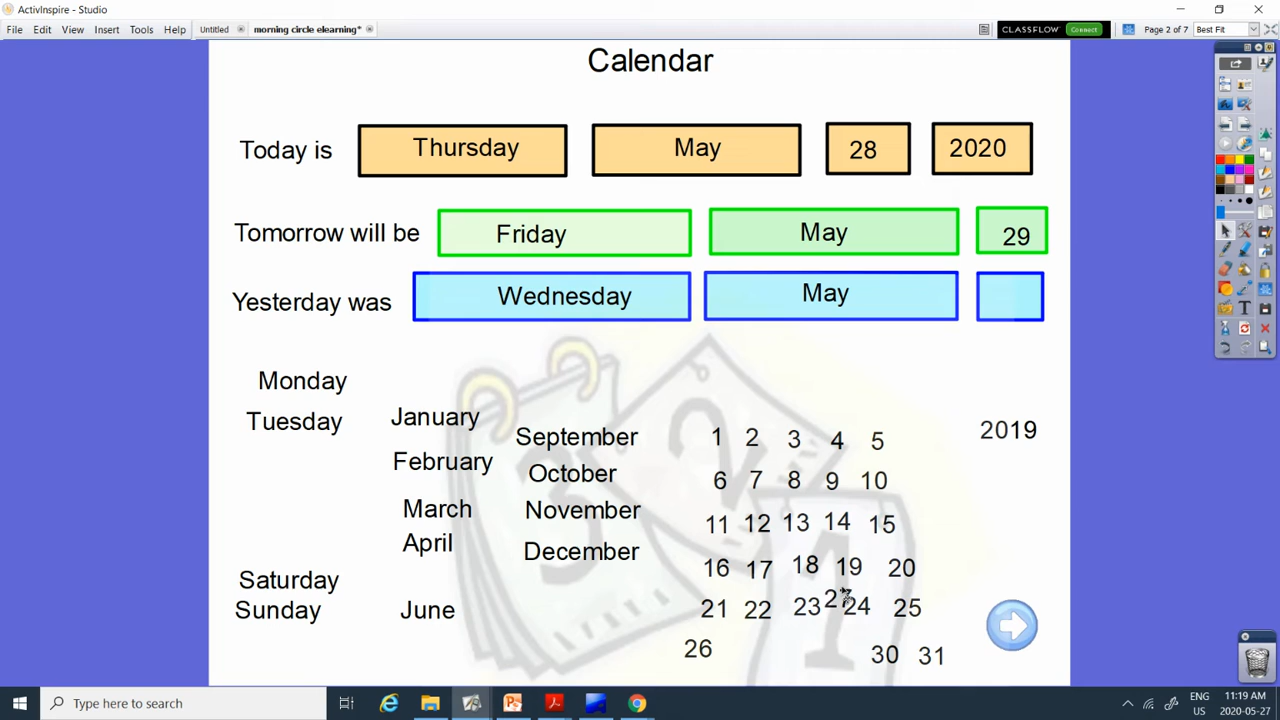 ActivInspire - Studio
File Edit View Insert Tools Help Untitled morning circle elearning* CLASSFLOW Connect Page 2 of 7 Best Fit
Calendar
Today is Thursday May 28 2020
Tomorrow will be Friday May 29
Yesterday was Wednesday May
Monday
Tuesday
Saturday
Sunday
January
February
March
April
June
September
October
November
December
1 2 3 4 5
6 7 8 9 10
11 12 13 14 15
16 17 18 19 20
21 22 23 24 25
26 30 31
2019
Type here to search
ENG
US
11:19 AM
2020-05-27